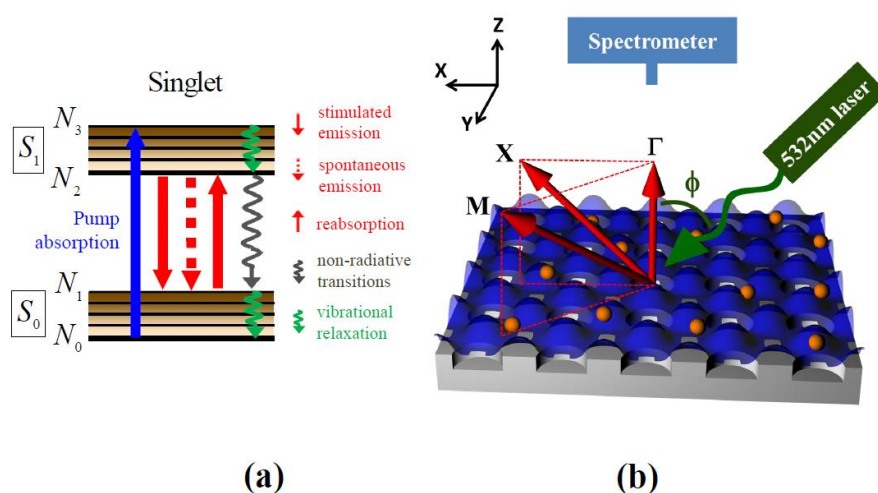 Singlet
N3
S1
N2
Pump
absorption
N1
S0
N0
stimulated
emission
spontaneous
emission
reabsorption
non-radiative
transitions
vibrational
relaxation
(a)
Z
X
Y
Spectrometer
532nm laser
X
Γ
M
ϕ
(b)